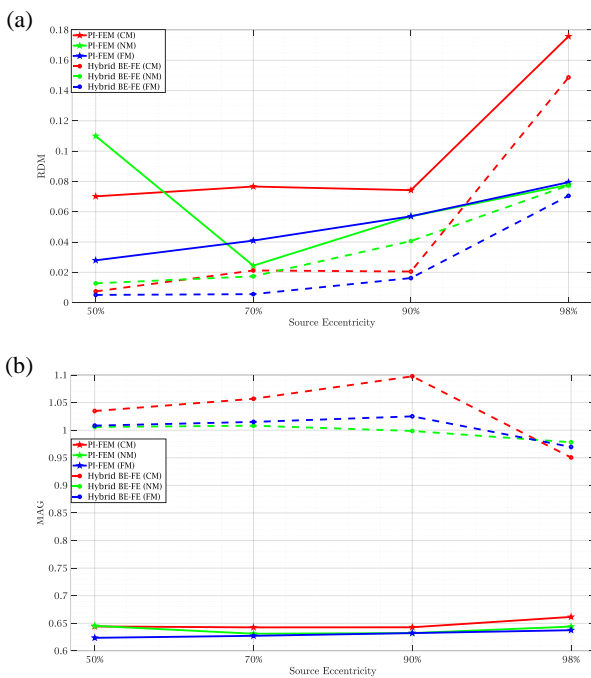 (a)
PI-FEM (CM)
PI-FEM (NM)
PI-FEM (FM)
Hybrid BE-FE (CM)
Hybrid BE-FE (NM)
Hybrid BE-FE (FM)
0.18
0.16
0.14
0.12
0.1
0.08
0.06
0.04
0.02
0
RDM
50%
70%
90%
98%
Source Eccentricity
(b)
1.1
1.05
1
0.95
0.9
0.85
0.8
0.75
0.7
0.65
0.6
MAG
PI-FEM (CM)
PI-FEM (NM)
PI-FEM (FM)
Hybrid BE-FE (CM)
Hybrid BE-FE (NM)
Hybrid BE-FE (FM)
50%
70%
90%
98%
Source Eccentricity